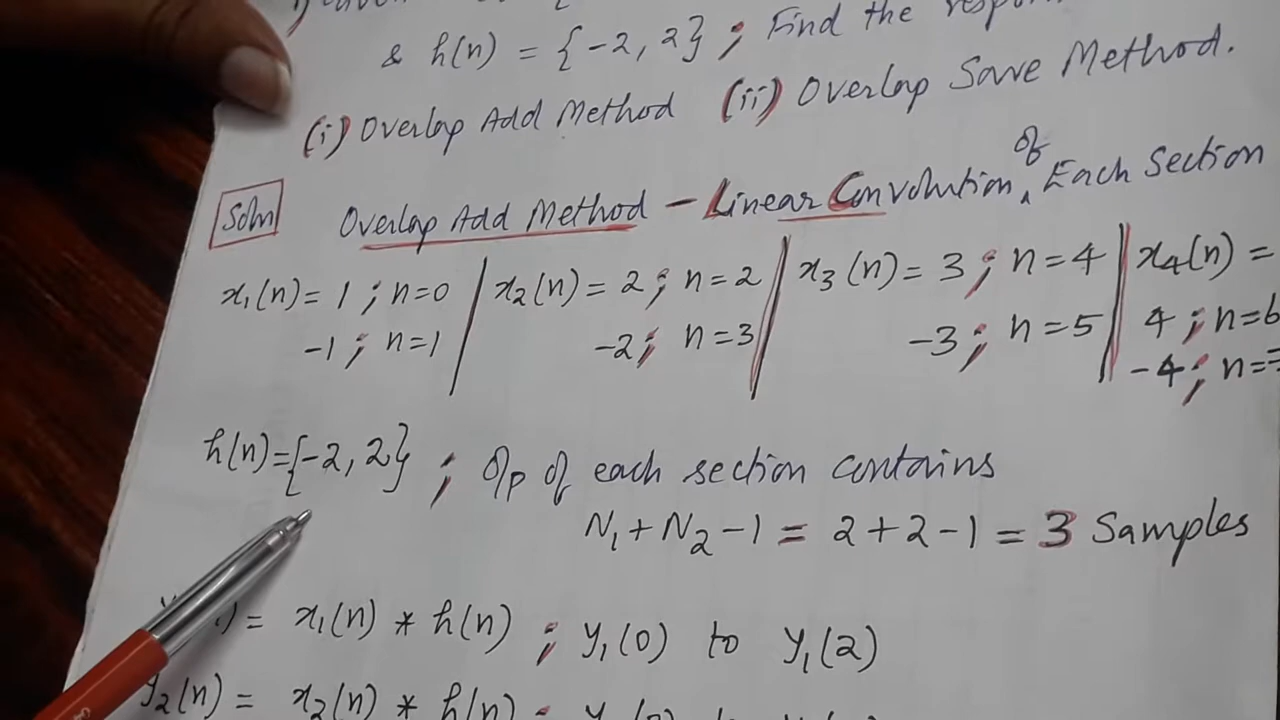 & h(n) = {-2, 2} ; Find the
(i) Overlap Add Method (ii) Overlap Save Method.
Soln Overlap Add Method - Linear Convolution of Each Section
x₁(n) = 1 ; n=0 | x₂(n) = 2 ; n=2 | x₃(n) = 3 ; n=4 | x₄(n) =
-1 ; n=1 | -2 ; n=3 | -3 ; n=5 | 4 ; n=6
-4 ; n=
h(n)={-2, 2} ; O/p of each section contains
N₁+N₂-1 = 2+2-1 = 3 Samples
= x₁(n) * h(n) ; y₁(0) to y₁(2)
y₂(n) = x₂(n) * h(n)